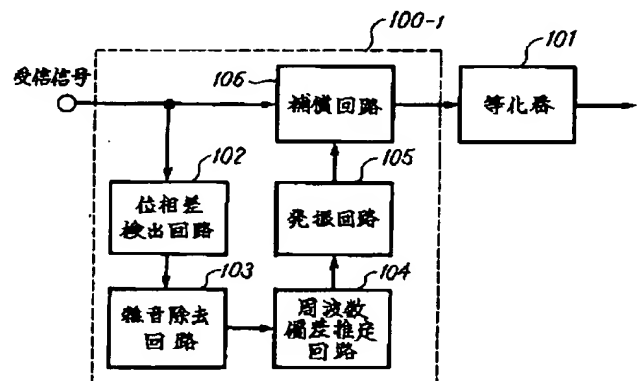 100-1
101
受信信号
106
補償回路
等化器
102
105
位相差
検出回路
発振回路
103
104
雑音除去
回路
周波数
偏差推定
回路